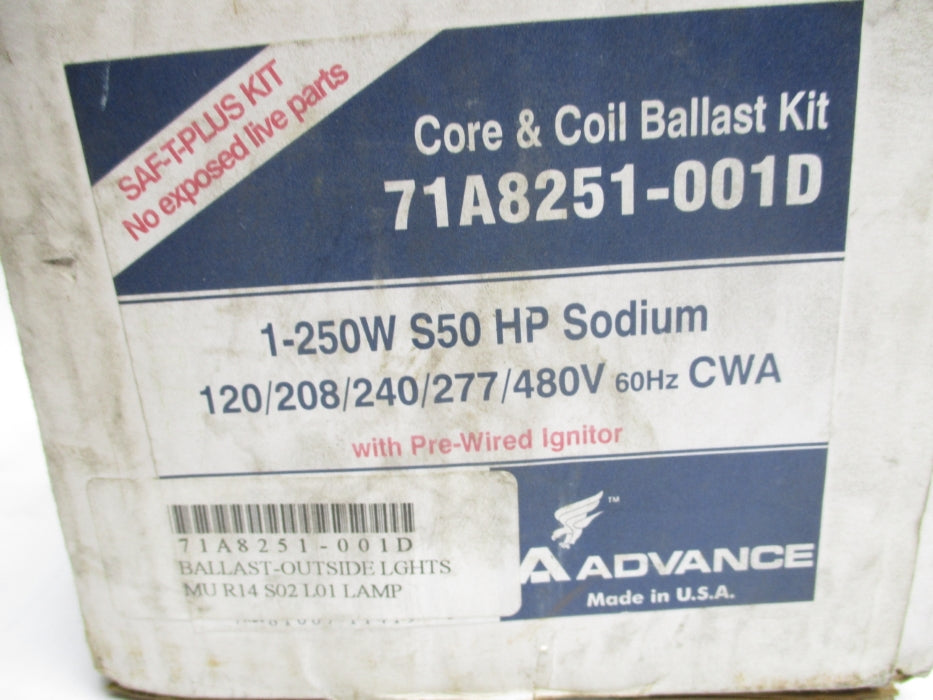 SAF-T-PLUS KIT
No exposed live parts
Core & Coil Ballast Kit
71A8251-001D
1-250W S50 HP Sodium
120/208/240/277/480V 60Hz CWA
with Pre-Wired Ignitor
71A8251-001D
BALLAST-OUTSIDE LGHTS
MU R14 S02 L01 LAMP
TM
ADVANCE
Made in U.S.A.